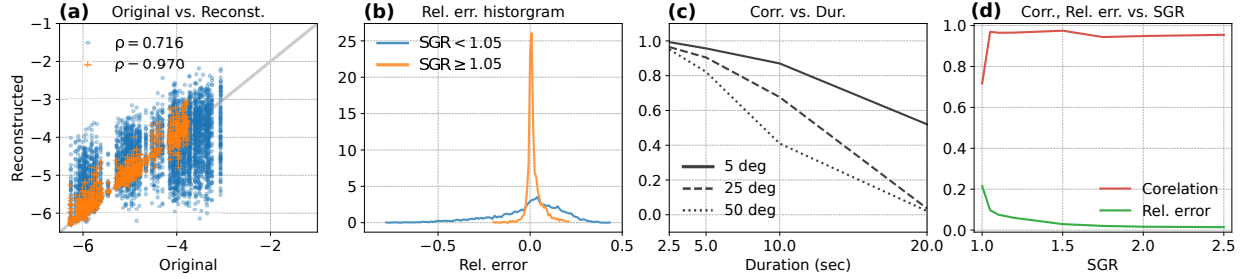 (a) Original vs. Reconst.
−1
−2
−3
−4
−5
−6
Reconstructed
ρ = 0.716
ρ − 0.970
−6 −4 −2
Original
(b) Rel. err. historgram
25
20
15
10
5
0
SGR < 1.05
SGR ≥ 1.05
−0.5 0.0 0.5
Rel. error
(c) Corr. vs. Dur.
1.0
0.8
0.6
0.4
0.2
0.0
5 deg
25 deg
50 deg
2.5 5.0 10.0 20.0
Duration (sec)
(d) Corr., Rel. err. vs. SGR
1.0
0.8
0.6
0.4
0.2
0.0
Corelation
Rel. error
1.0 1.5 2.0 2.5
SGR